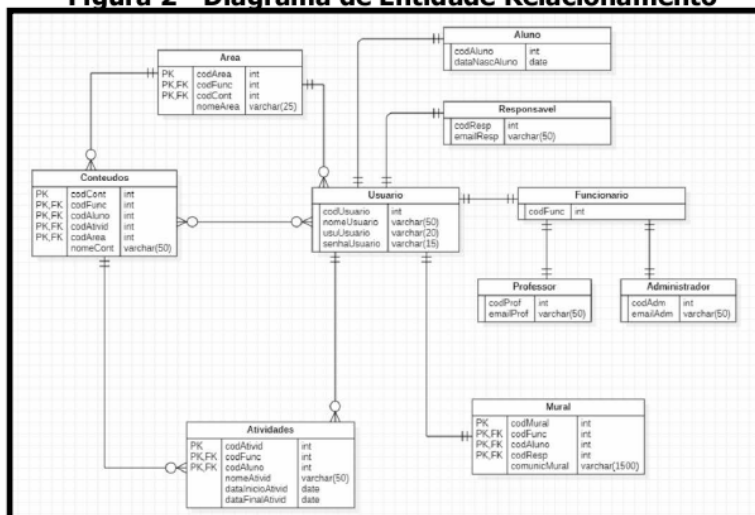 Figura 2 - Diagrama de Entidade Relacionamento
Aluno
codAluno int
dataNascAluno date
Area
PK codArea int
PK,FK codFunc int
PK,FK codCont int
nomeArea varchar(25)
Responsavel
codResp int
emailResp varchar(50)
Conteudos
PK codCont int
PK,FK codFunc int
PK,FK codAluno int
PK,FK codAtivid int
PK,FK codArea int
nomeCont varchar(50)
Usuario
codUsuario int
nomeUsuario varchar(50)
usuUsuario varchar(20)
senhaUsuario varchar(15)
Funcionario
codFunc int
Professor
codProf int
emailProf varchar(50)
Administrador
codAdm int
emailAdm varchar(50)
Mural
PK codMural int
PK,FK codFunc int
PK,FK codAluno int
PK,FK codResp int
comunicMural varchar(1500)
Atividades
PK codAtivid int
PK,FK codFunc int
PK,FK codAluno int
nomeAtivid varchar(50)
dataInicioAtivid date
dataFinalAtivid date